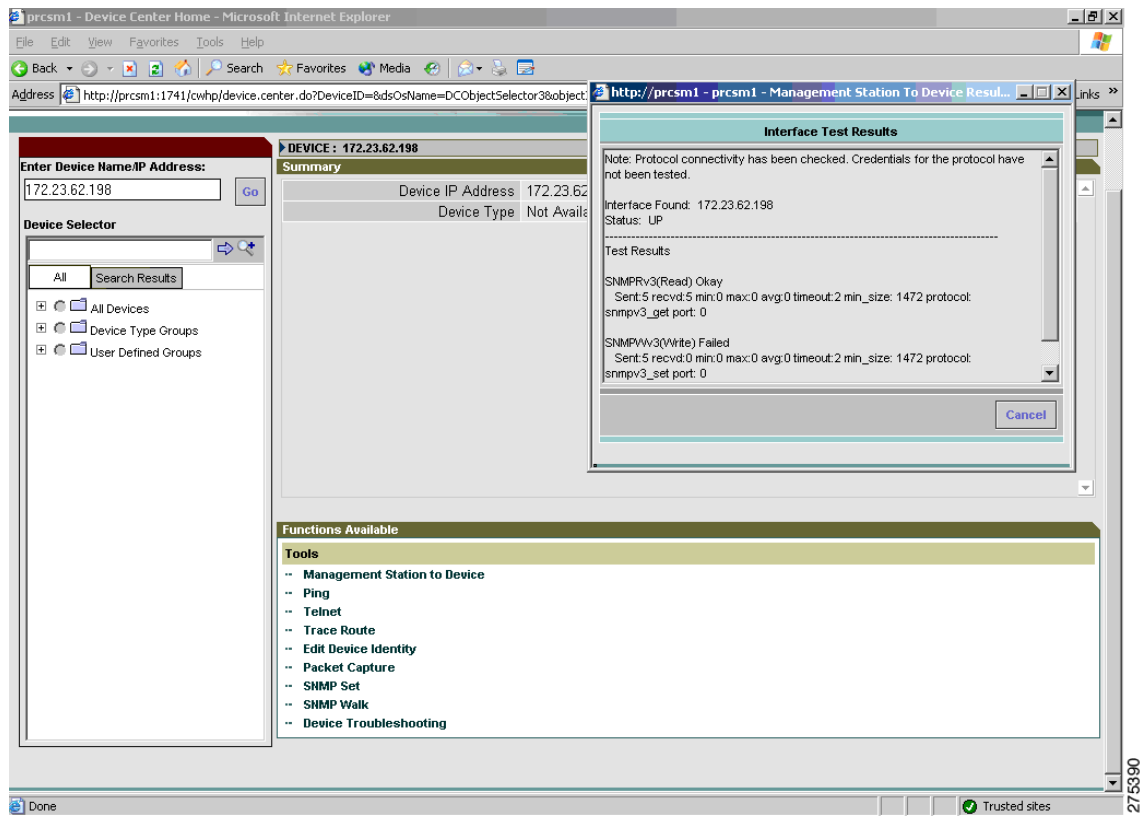 prcsm1 - Device Center Home - Microsoft Internet Explorer
File Edit View Favorites Tools Help
Back Search Favorites Media
Address http://prcsm1:1741/cwhp/device.center.do?DeviceID=&dsOsName=DCObjectSelector3&object Links »
http://prcsm1 - prcsm1 - Management Station To Device Resul...
Interface Test Results
Note: Protocol connectivity has been checked. Credentials for the protocol have
not been tested.
Interface Found: 172.23.62.198
Status: UP
Test Results
SNMPRv3(Read) Okay
Sent:5 recvd:5 min:0 max:0 avg:0 timeout:2 min_size: 1472 protocol:
snmpv3_get port: 0
SNMPWv3(Write) Failed
Sent:5 recvd:0 min:0 max:0 avg:0 timeout:2 min_size: 1472 protocol:
snmpv3_set port: 0
Cancel
Enter Device Name/IP Address:
172.23.62.198 Go
Device Selector
All Search Results
All Devices
Device Type Groups
User Defined Groups
DEVICE : 172.23.62.198
Summary
Device IP Address 172.23.62
Device Type Not Availa
Functions Available
Tools
Management Station to Device
Ping
Telnet
Trace Route
Edit Device Identity
Packet Capture
SNMP Set
SNMP Walk
Device Troubleshooting
Done Trusted sites
275390